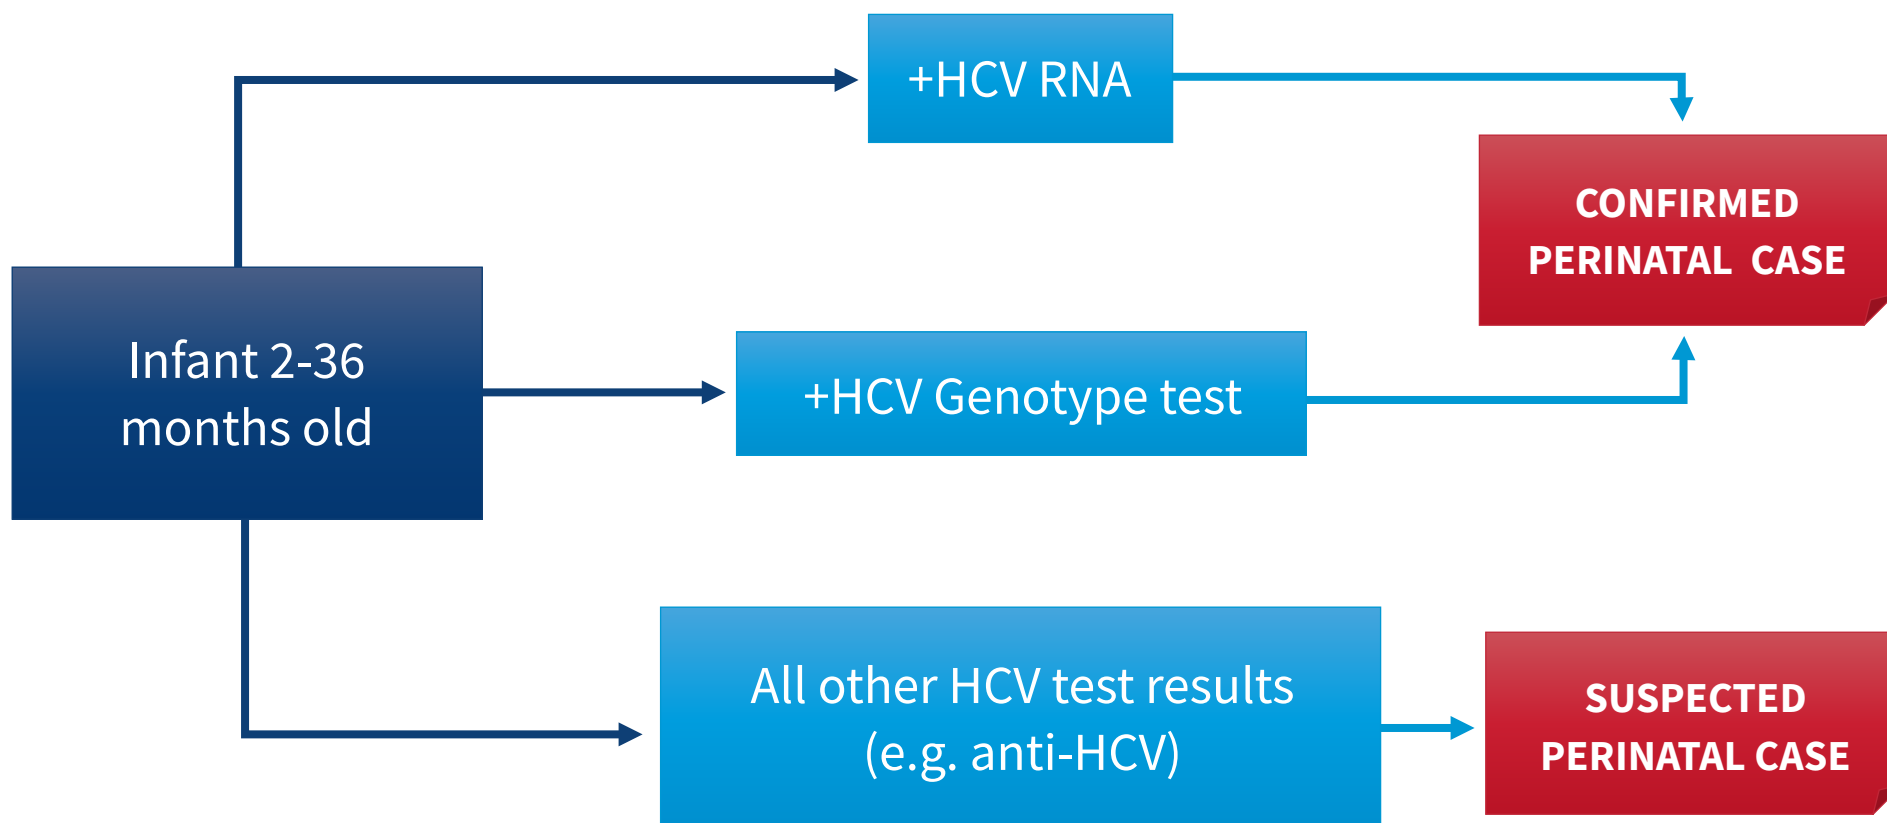 +HCV RNA
CONFIRMED
PERINATAL CASE
Infant 2-36
months old
+HCV Genotype test
All other HCV test results
(e.g. anti-HCV)
SUSPECTED
PERINATAL CASE